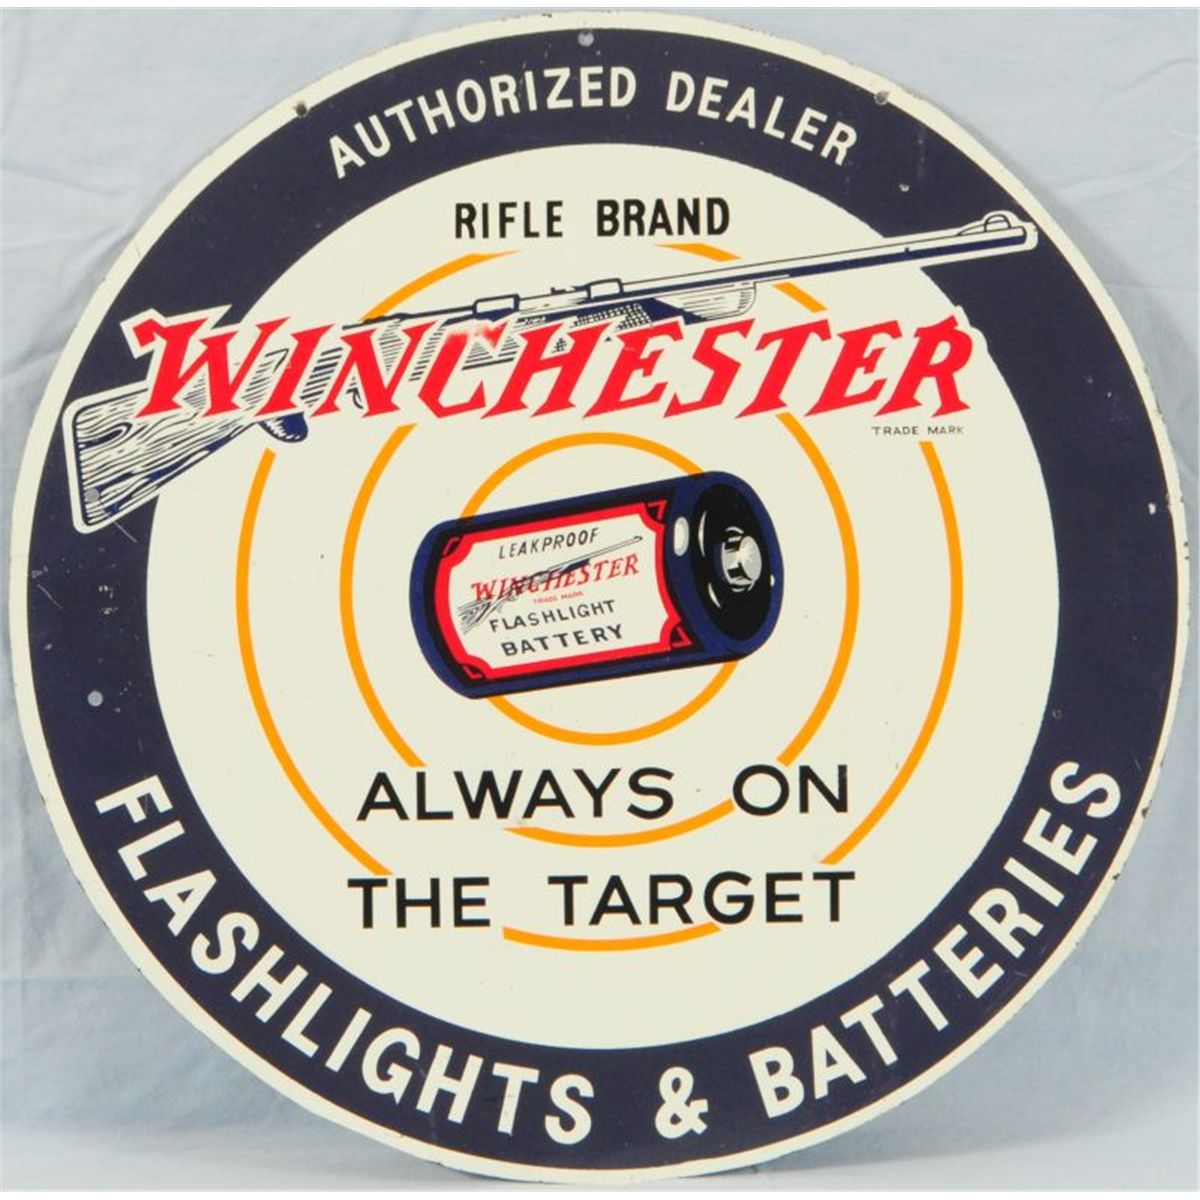 AUTHORIZED DEALER
RIFLE BRAND
WINCHESTER
TRADE MARK
LEAKPROOF
WINCHESTER
TRADE MARK
FLASHLIGHT
BATTERY
ALWAYS ON
THE TARGET
FLASHLIGHTS & BATTERIES